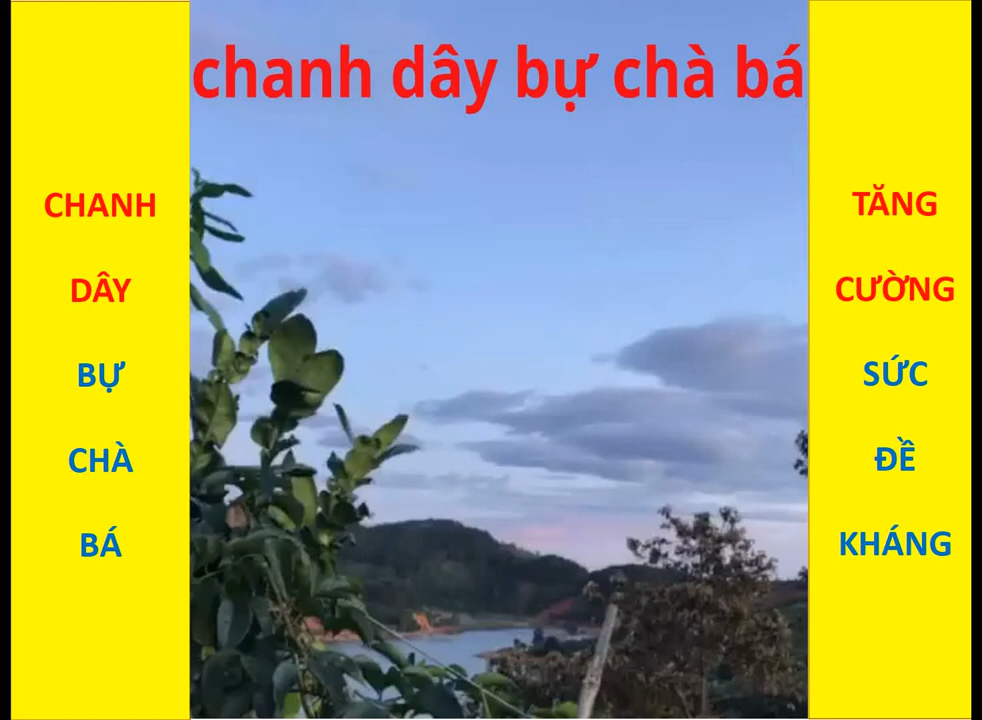 chanh dây bự chà bá
CHANH
DÂY
BỰ
CHÀ
BÁ
TĂNG
CƯỜNG
SỨC
ĐỀ
KHÁNG